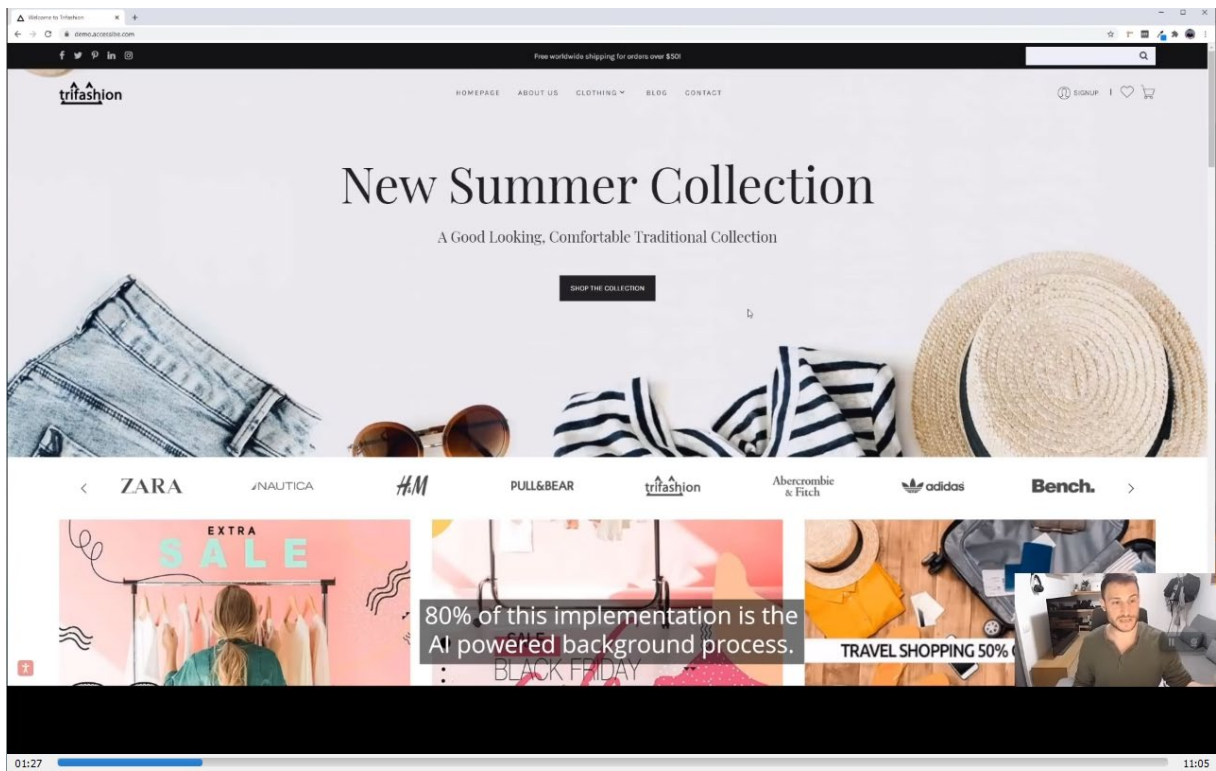 Welcome to Trifashion
demo.accessibe.com
Free worldwide shipping for orders over $50!
trifashion
HOMEPAGE ABOUT US CLOTHING BLOG CONTACT
SIGNUP
New Summer Collection
A Good Looking, Comfortable Traditional Collection
SHOP THE COLLECTION
ZARA NAUTICA H&M PULL&BEAR trifashion Abercrombie & Fitch adidas Bench.
EXTRA
SALE
80% of this implementation is the
AI powered background process.
SALE
BLACK FRIDAY
TRAVEL SHOPPING 50%
01:27 11:05